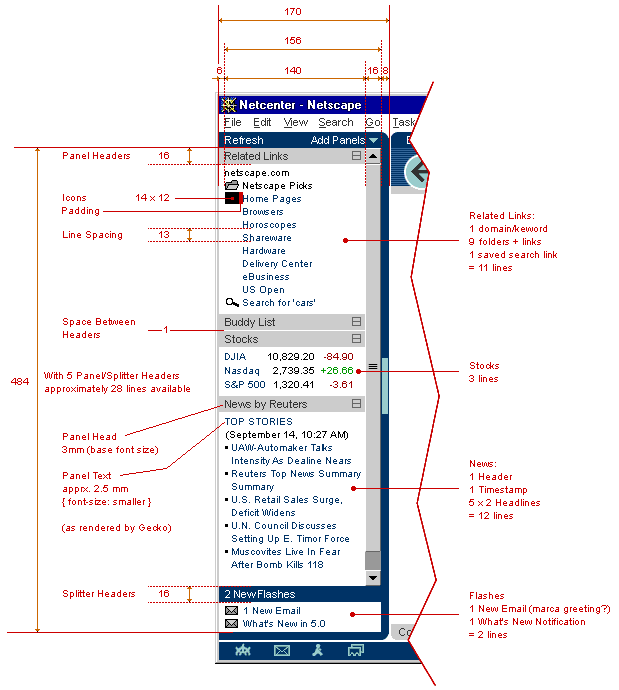 170
156
6 140 16 8
Netcenter - Netscape
File Edit View Search Go Task
Refresh Add Panels
Panel Headers 16
Related Links
netscape.com
Netscape Picks
Icons 14 x 12
Home Pages
Padding
Browsers
Horoscopes
Line Spacing 13
Shareware
Hardware
Delivery Center
eBusiness
US Open
Search for 'cars'
Related Links:
1 domain/keword
9 folders + links
1 saved search link
= 11 lines
Space Between
Headers 1
Buddy List
Stocks
DJIA 10,829.20 -84.90
Nasdaq 2,739.35 +26.66
S&P 500 1,320.41 -3.61
Stocks
3 lines
484
With 5 Panel/Splitter Headers
approximately 28 lines available
News by Reuters
TOP STORIES
(September 14, 10:27 AM)
▪ UAW-Automaker Talks
Intensity As Dealine Nears
▪ Reuters Top News Summary
Summary
▪ U.S. Retail Sales Surge,
Deficit Widens
▪ U.N. Council Discusses
Setting Up E. Timor Force
▪ Muscovites Live In Fear
After Bomb Kills 118
Panel Head
3mm (base font size)
Panel Text
apprx. 2.5 mm
{ font-size: smaller }
(as rendered by Gecko)
News:
1 Header
1 Timestamp
5 x 2 Headlines
= 12 lines
Splitter Headers 16
2 New Flashes
1 New Email
What's New in 5.0
Flashes
1 New Email (marca greeting?)
1 What's New Notification
= 2 lines
Co